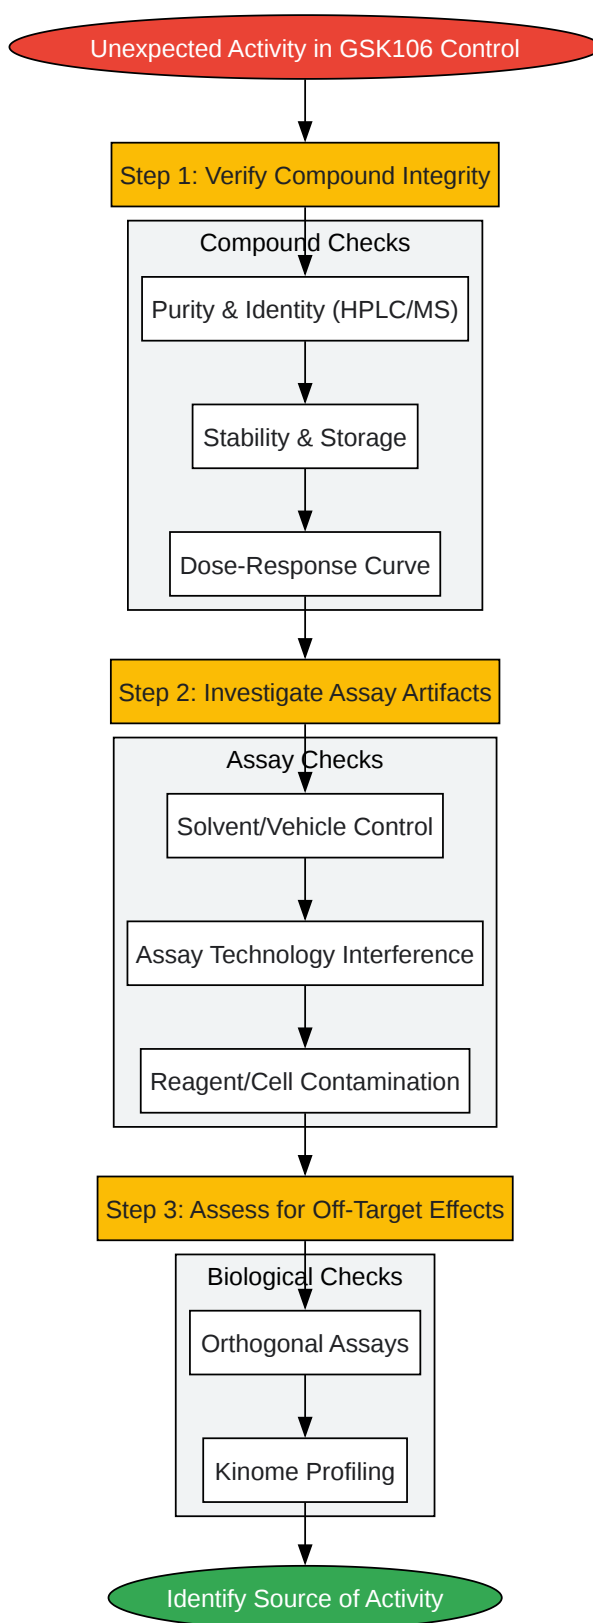 Unexpected Activity in GSK106 Control
Step 1: Verify Compound Integrity
Compound Checks
Purity & Identity (HPLC/MS)
Stability & Storage
Dose-Response Curve
Step 2: Investigate Assay Artifacts
Assay Checks
Solvent/Vehicle Control
Assay Technology Interference
Reagent/Cell Contamination
Step 3: Assess for Off-Target Effects
Biological Checks
Orthogonal Assays
Kinome Profiling
Identify Source of Activity